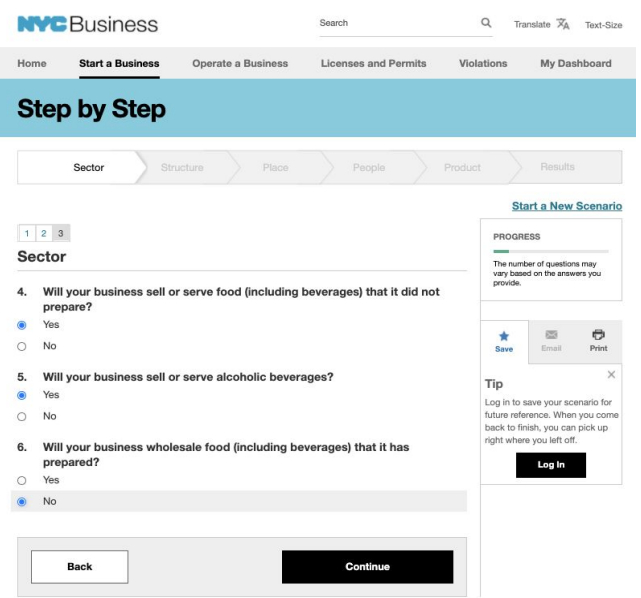 NYC Business
Search
Translate
Text-Size
Home
Start a Business
Operate a Business
Licenses and Permits
Violations
My Dashboard
Step by Step
Sector
Structure
Place
People
Product
Results
Start a New Scenario
1 2 3
Sector
4. Will your business sell or serve food (including beverages) that it did not
prepare?
Yes
No
5. Will your business sell or serve alcoholic beverages?
Yes
No
6. Will your business wholesale food (including beverages) that it has
prepared?
Yes
No
Back
Continue
PROGRESS
The number of questions may
vary based on the answers you
provide.
Save
Email
Print
Tip
Log in to save your scenario for
future reference. When you come
back to finish, you can pick up
right where you left off.
Log In